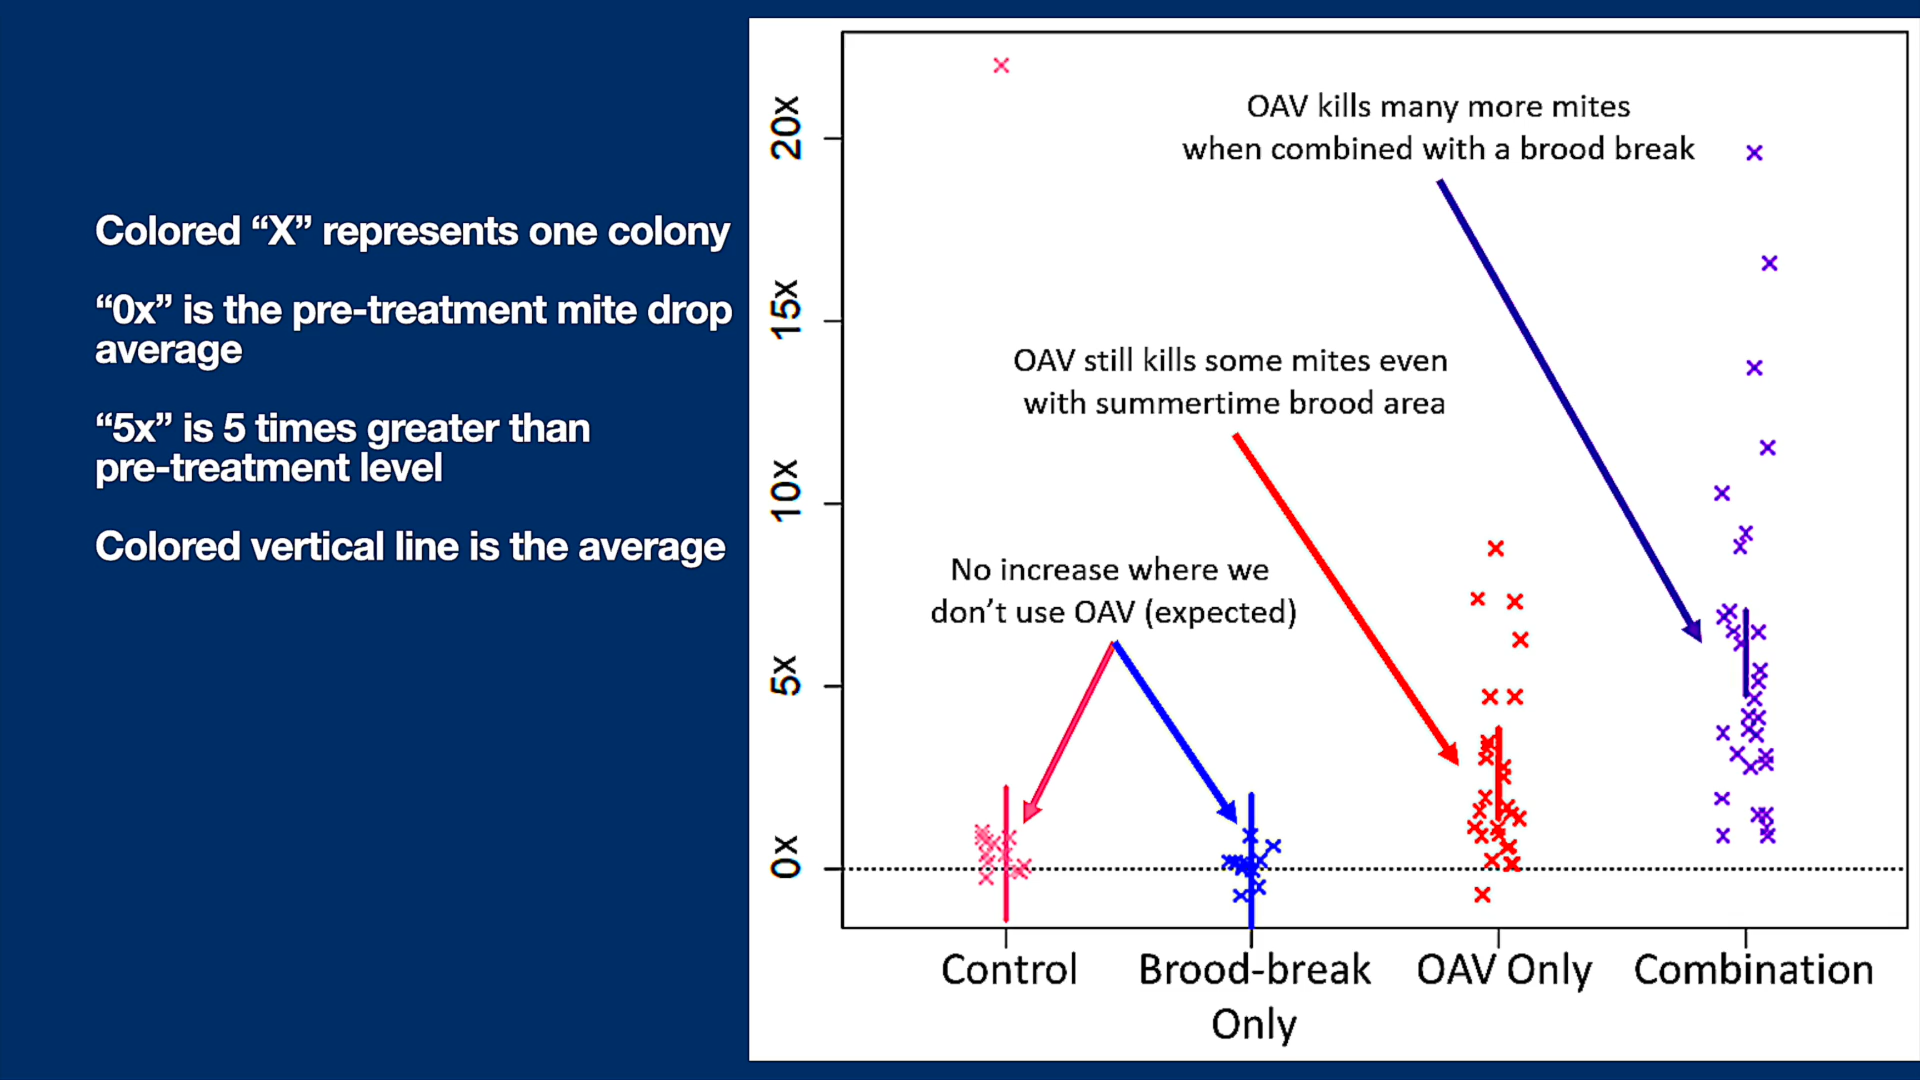 Colored “X” represents one colony
“0x” is the pre-treatment mite drop
average
“5x” is 5 times greater than
pre-treatment level
Colored vertical line is the average
20x
15x
10x
5x
0x
OAV kills many more mites
when combined with a brood break
OAV still kills some mites even
with summertime brood area
No increase where we
don’t use OAV (expected)
Control
Brood-break
Only
OAV Only
Combination